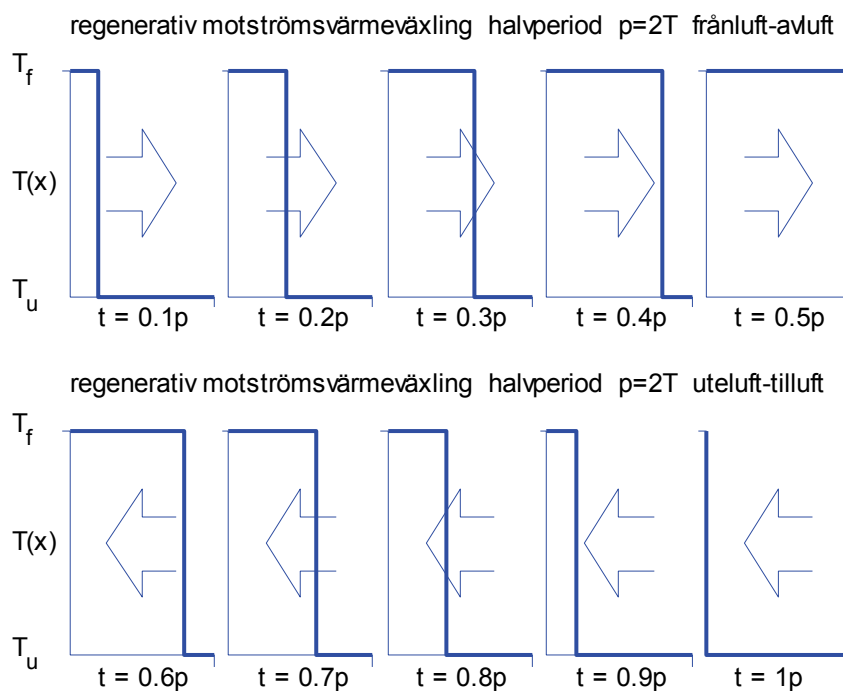 regenerativ motströmsvärmeväxling halvperiod p=2T frånluft-avluft
T_f
T(x)
T_u
t = 0.1p t = 0.2p t = 0.3p t = 0.4p t = 0.5p
regenerativ motströmsvärmeväxling halvperiod p=2T uteluft-tilluft
T_f
T(x)
T_u
t = 0.6p t = 0.7p t = 0.8p t = 0.9p t = 1p